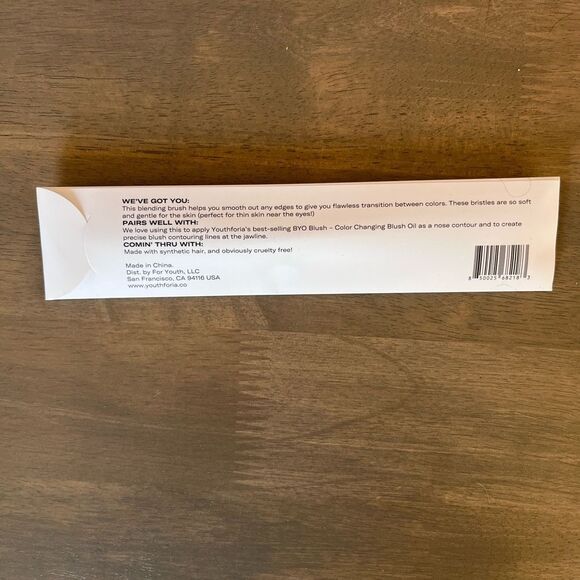 WE'VE GOT YOU:
This blending brush helps you smooth out any edges to give you flawless transition between colors. These bristles are so soft
and gentle for the skin (perfect for thin skin near the eyes!)
PAIRS WELL WITH:
We love using this to apply Youthforia's best-selling BYO Blush – Color Changing Blush Oil as a nose contour and to create
precise blush contouring lines at the jawline.
COMIN' THRU WITH:
Made with synthetic hair, and obviously cruelty free!
Made in China.
Dist. by For Youth, LLC
San Francisco, CA 94116 USA
www.youthforia.co
8 50025 68218 3